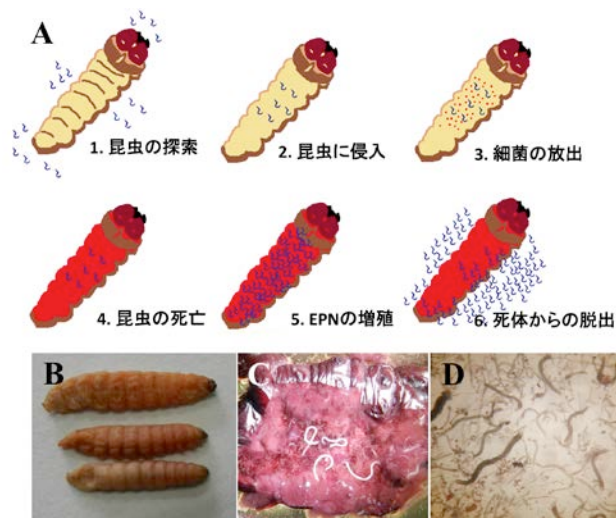 A
1. 昆虫の探索
2. 昆虫に侵入
3. 細菌の放出
4. 昆虫の死亡
5. EPNの増殖
6. 死体からの脱出
B
C
D